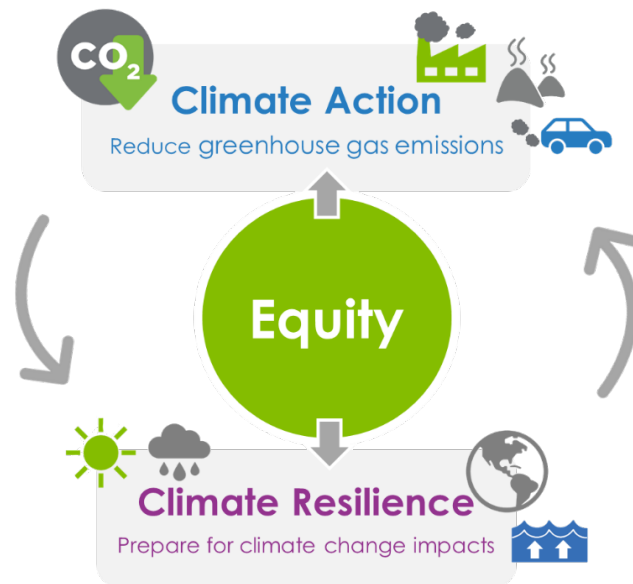 CO₂
Climate Action
Reduce greenhouse gas emissions
Equity
Climate Resilience
Prepare for climate change impacts